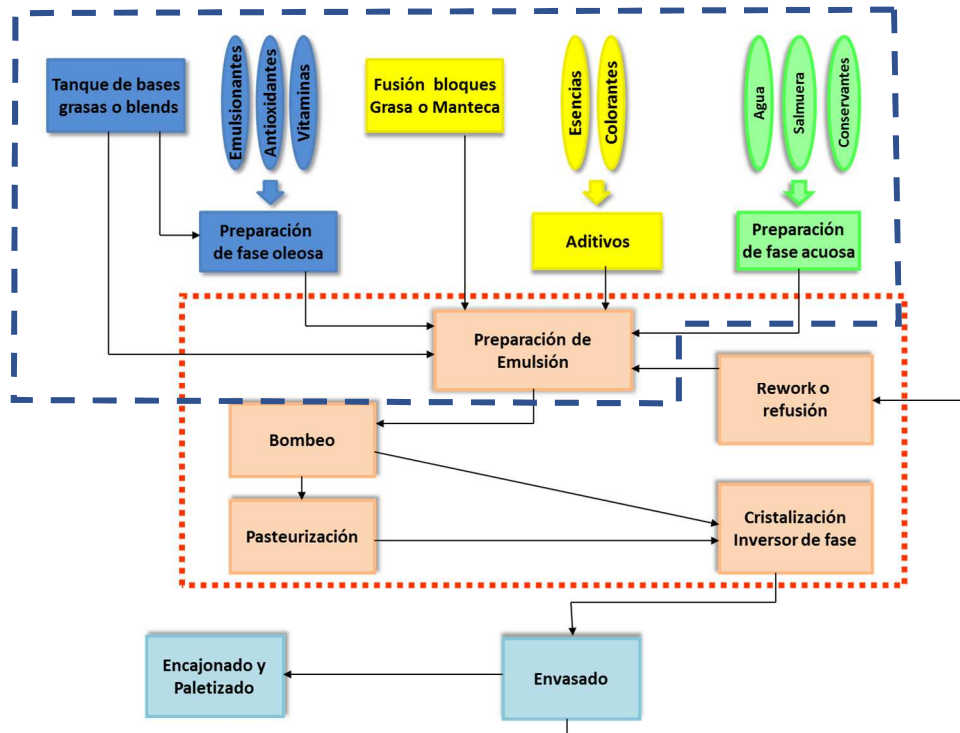 Tanque de bases
grasas o blends
Emulsionantes
Antioxidantes
Vitaminas
Fusión bloques
Grasa o Manteca
Esencias
Colorantes
Agua
Salmuera
Conservantes
Preparación
de fase oleosa
Aditivos
Preparación
de fase acuosa
Preparación de
Emulsión
Rework o
refusión
Bombeo
Pasteurización
Cristalización
Inversor de fase
Encajonado y
Paletizado
Envasado